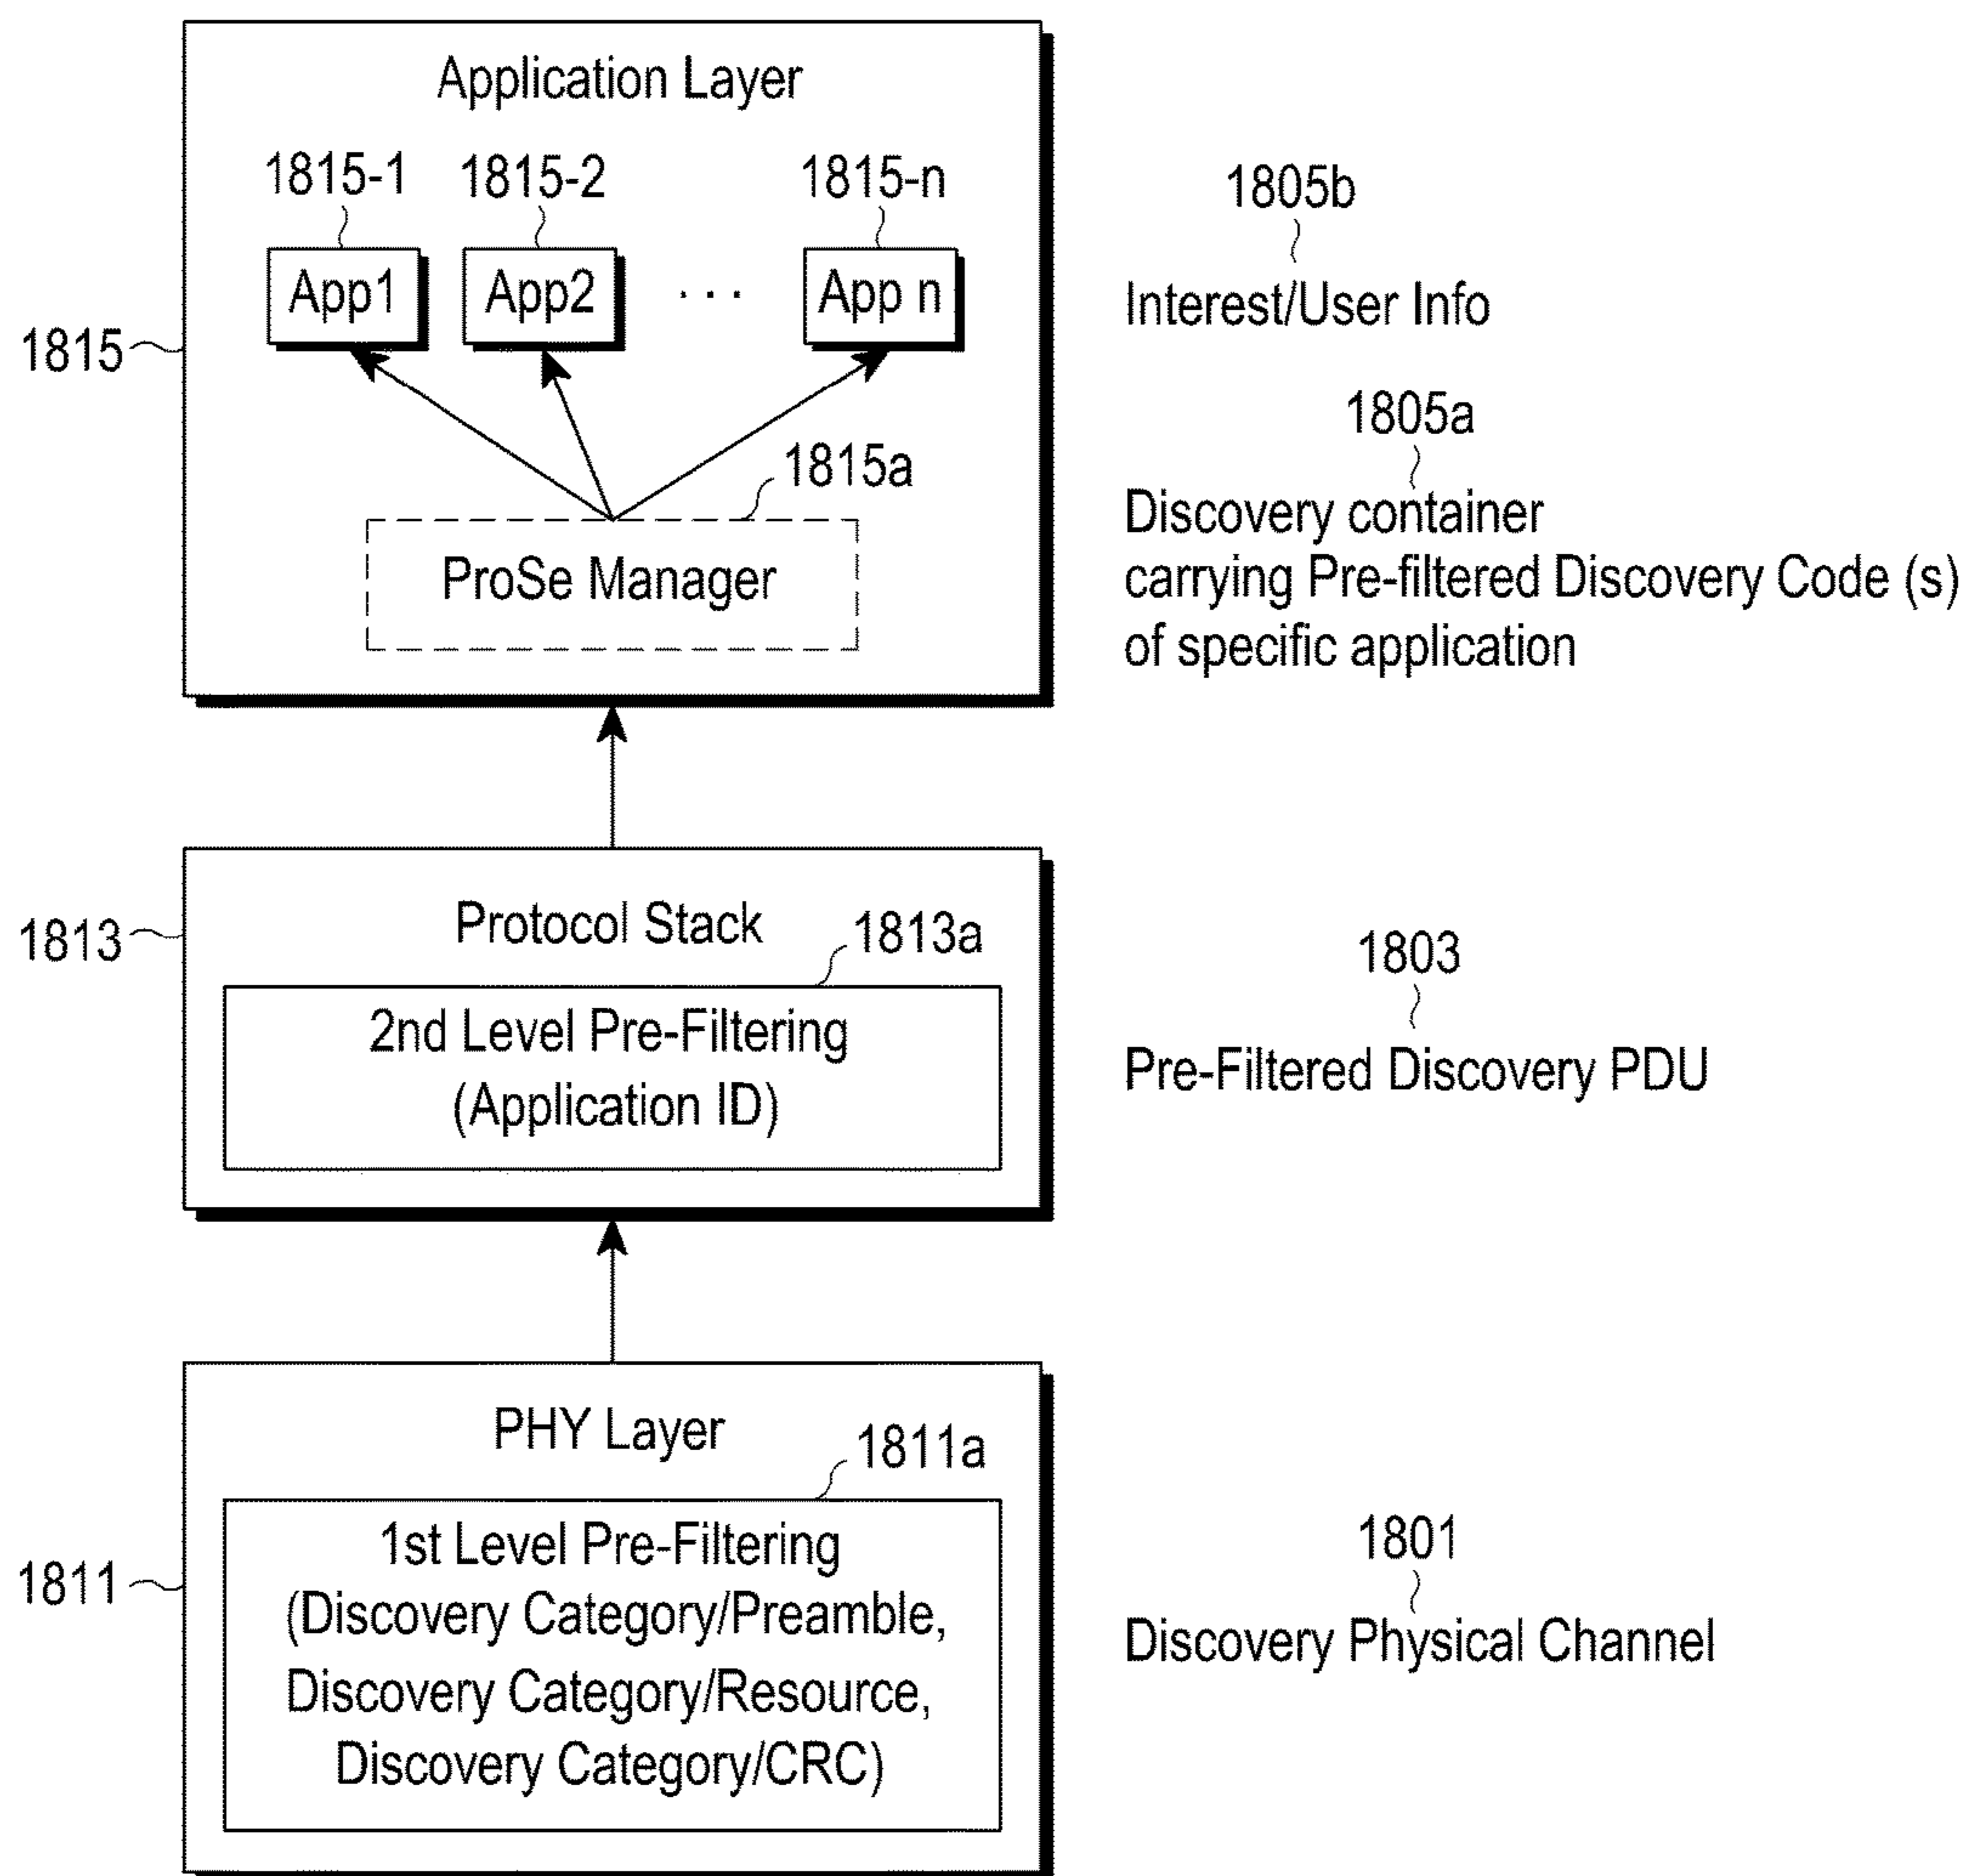 Application Layer
1815-1
1815-2
1815-n
App1
App2
. . .
App n
1815
1815a
ProSe Manager
1805b
Interest/User Info
1805a
Discovery container
carrying Pre-filtered Discovery Code (s)
of specific application
Protocol Stack
1813
1813a
2nd Level Pre-Filtering
(Application ID)
1803
Pre-Filtered Discovery PDU
PHY Layer
1811a
1811
1st Level Pre-Filtering
(Discovery Category/Preamble,
Discovery Category/Resource,
Discovery Category/CRC)
1801
Discovery Physical Channel